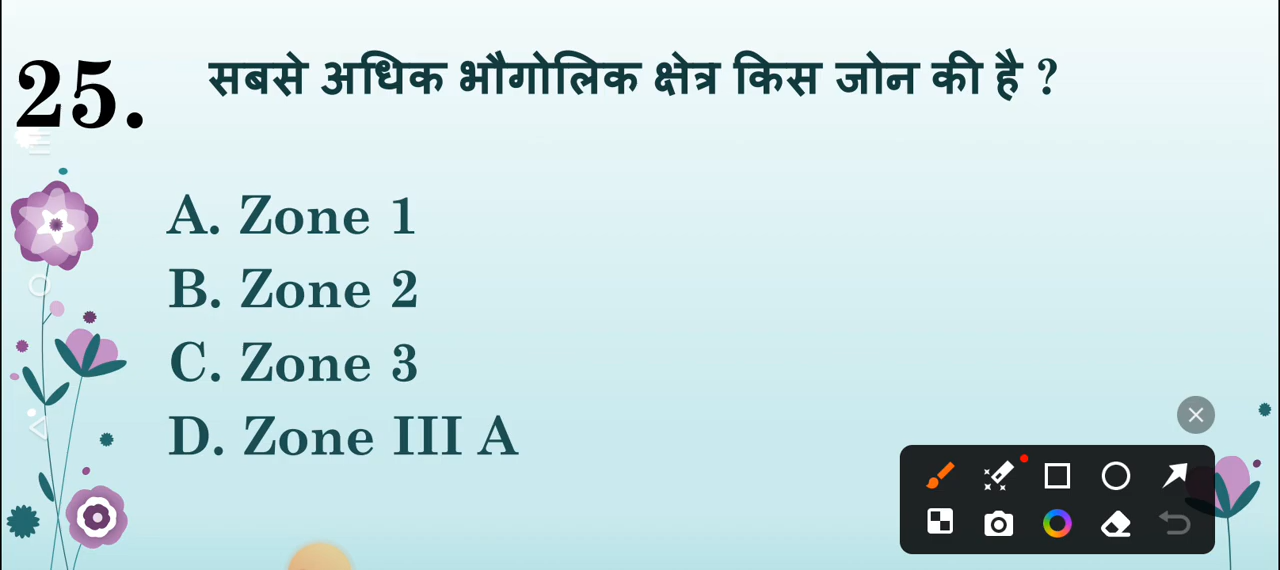 25. सबसे अधिक भौगोलिक क्षेत्र किस जोन की है ?
A. Zone 1
B. Zone 2
C. Zone 3
D. Zone III A